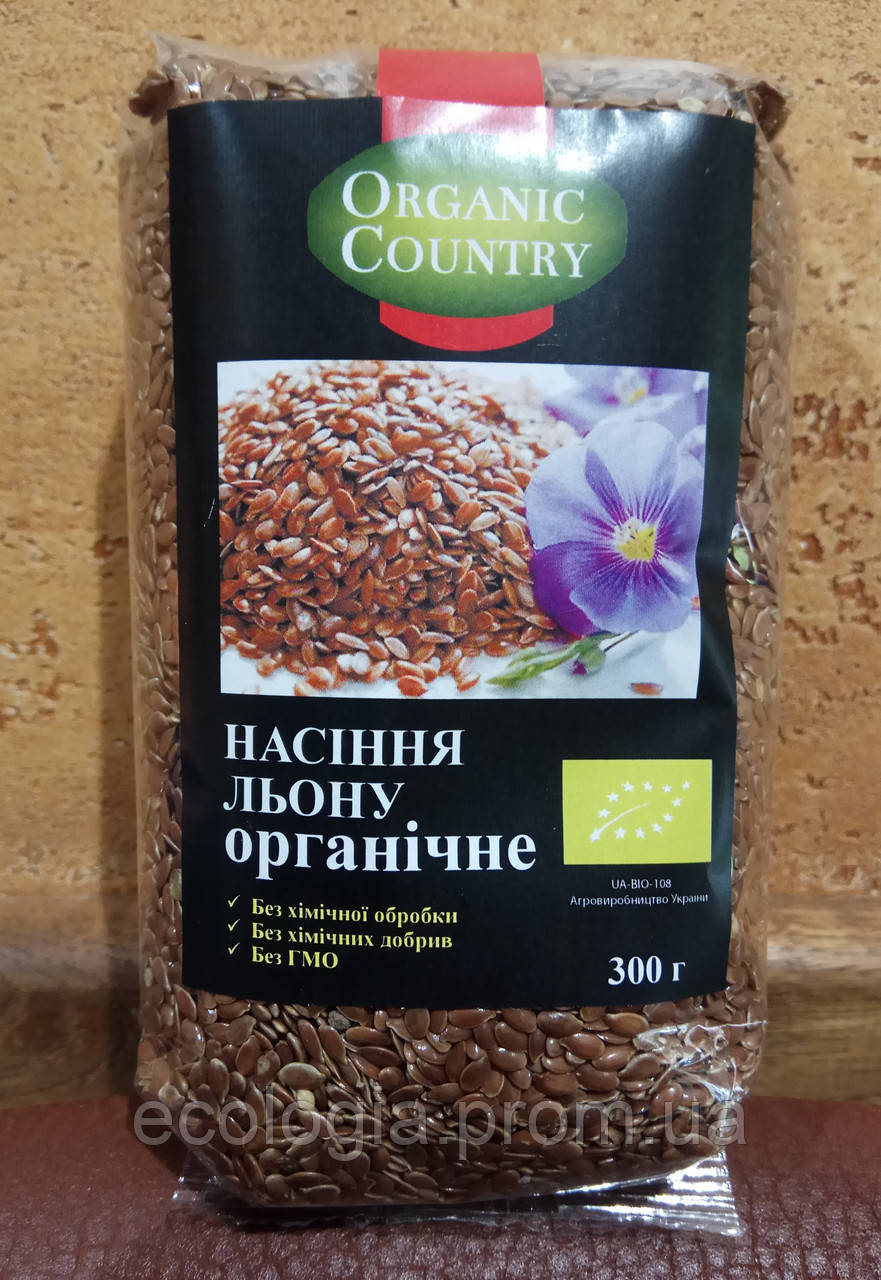 ORGANIC
COUNTRY
НАСІННЯ
ЛЬОНУ
органічне
✓ Без хімічної обробки
✓ Без хімічних добрив
✓ Без ГМО
UA-BIO-108
Агровиробництво України
300 г
ecologia.prom.ua